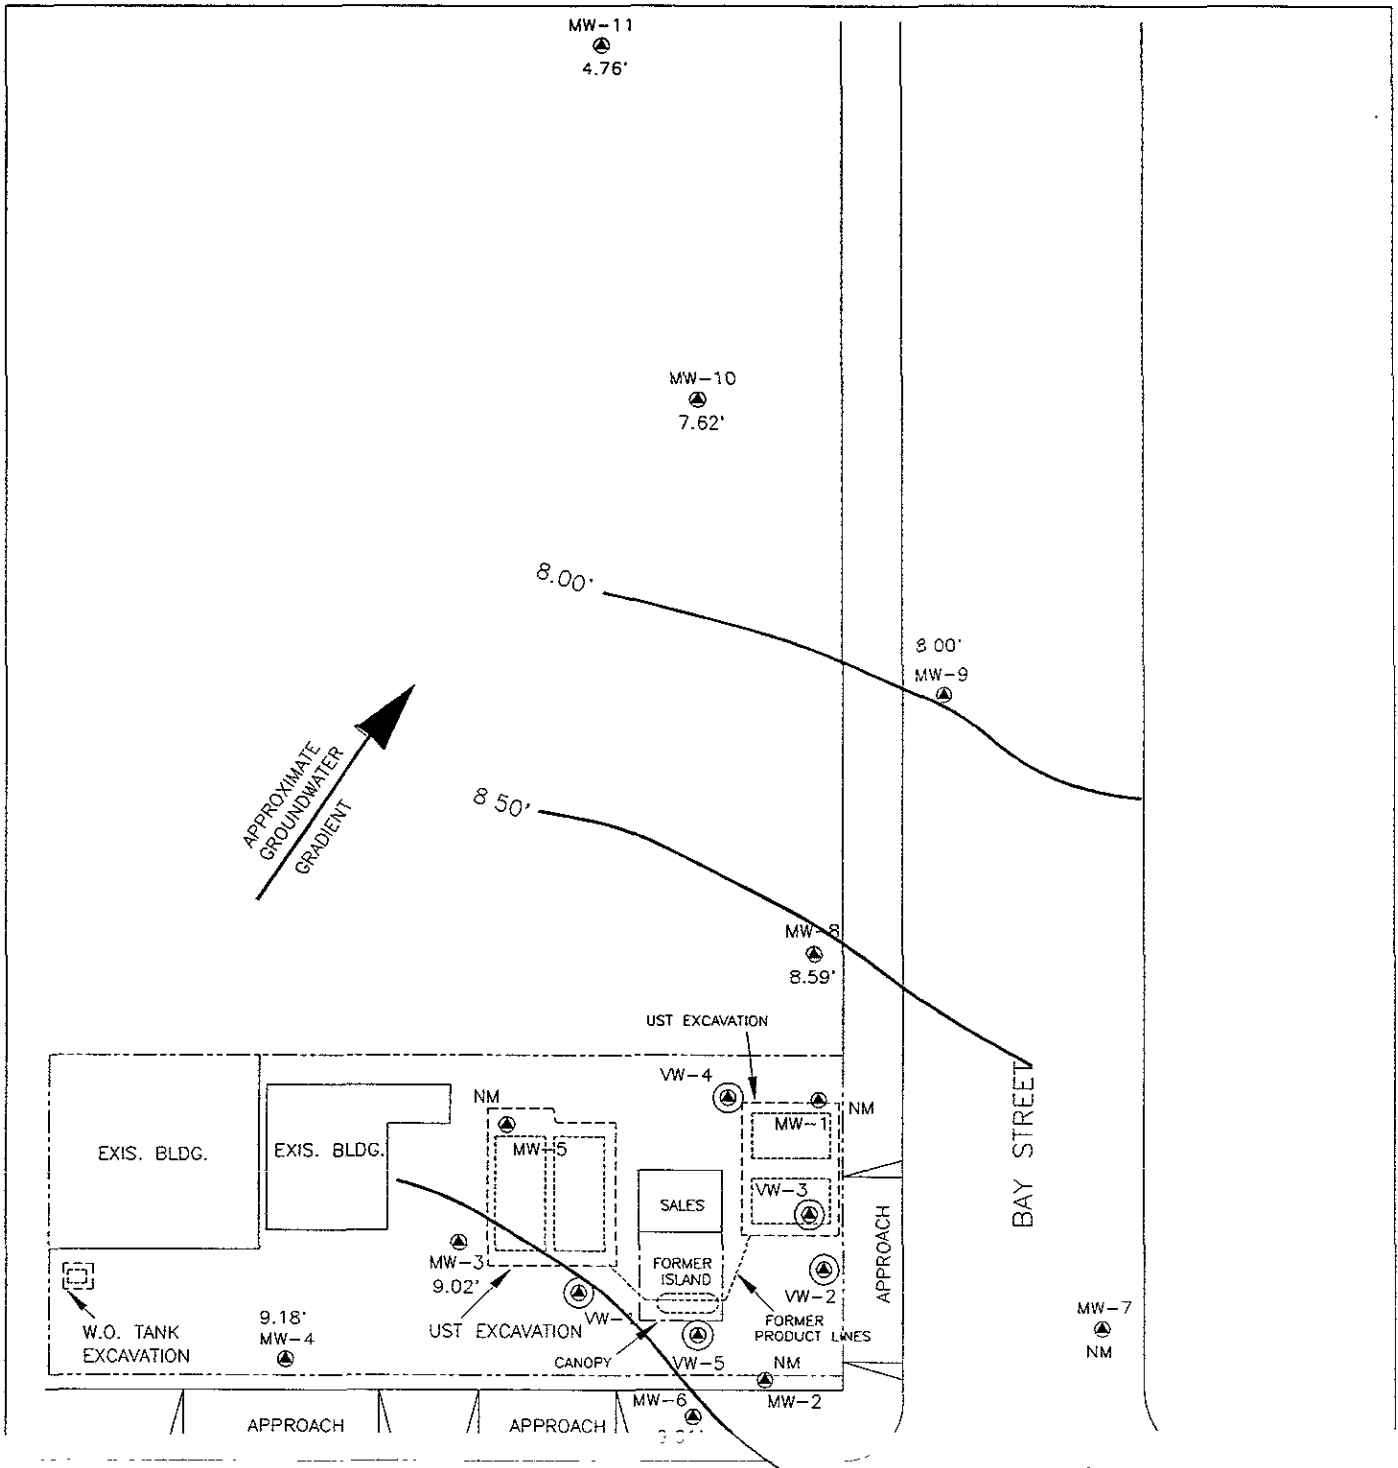 MW-11
4.76'
MW-10
7.62'
8.00'
8 00'
MW-9
APPROXIMATE
GROUNDWATER
GRADIENT
8 50'
MW-8
8.59'
UST EXCAVATION
VW-4
NM
NM
MW-1
EXIS. BLDG.
EXIS. BLDG.
MW-5
VW-3
SALES
BAY STREET
APPROACH
MW-3
9.02'
FORMER
ISLAND
VW-2
VW-
W.O. TANK
EXCAVATION
9.18'
MW-4
UST EXCAVATION
FORMER
PRODUCT LINES
MW-7
NM
CANOPY
VW-5
NM
MW-6
MW-2
APPROACH
APPROACH